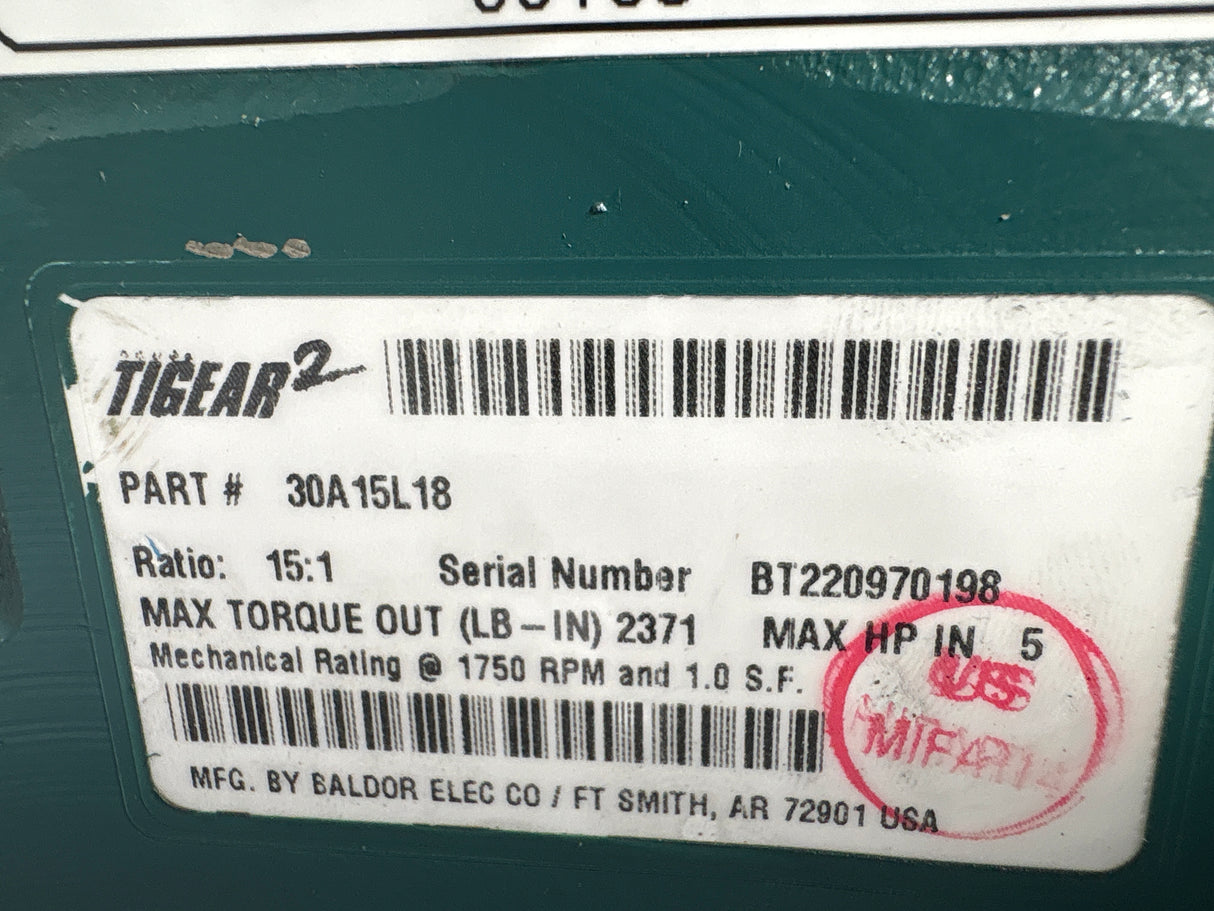 TIGEAR2
PART # 30A15L18
Ratio: 15:1 Serial Number BT220970198
MAX TORQUE OUT (LB-IN) 2371 MAX HP IN 5
Mechanical Rating @ 1750 RPM and 1.0 S.F.
MFG. BY BALDOR ELEC CO / FT SMITH, AR 72901 USA